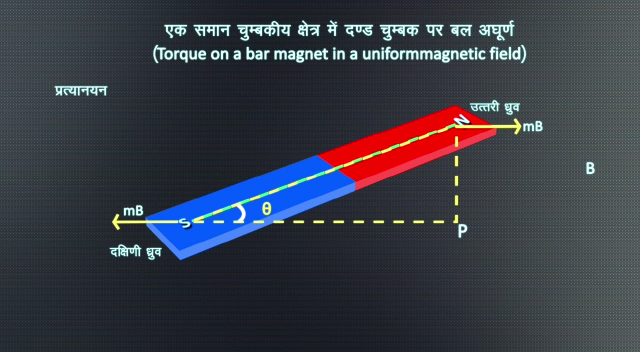 एक समान चुम्बकीय क्षेत्र में दण्ड चुम्बक पर बल अघूर्ण
(Torque on a bar magnet in a uniformmagnetic field)
प्रत्यानयन
उत्तरी ध्रुव
N
mB
B
mB
S
θ
P
दक्षिणी ध्रुव